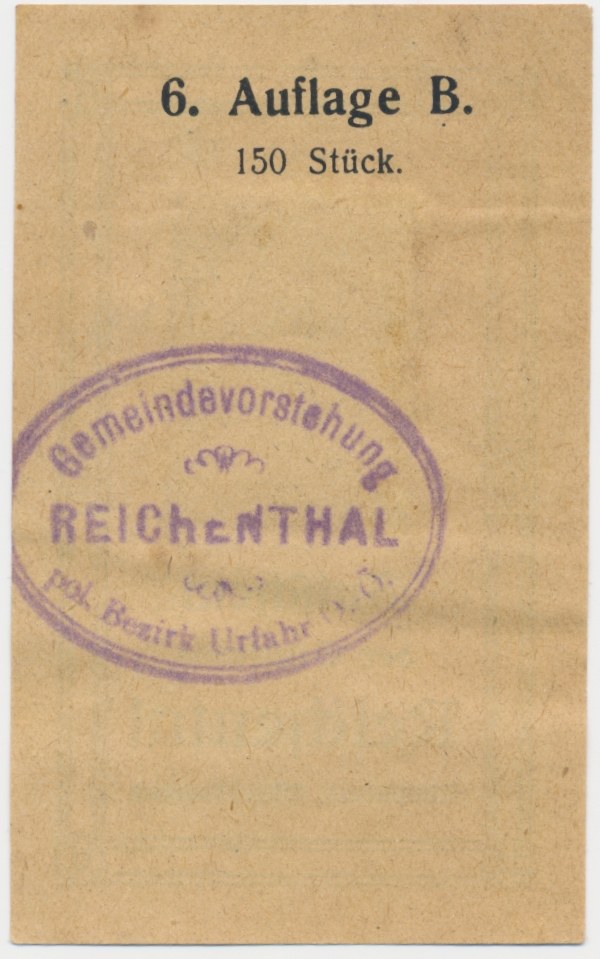 6. Auflage B.
150 Stück.
Gemeindevorstehung
REICHENTHAL
pol. Bezirk Urfahr O. Ö.